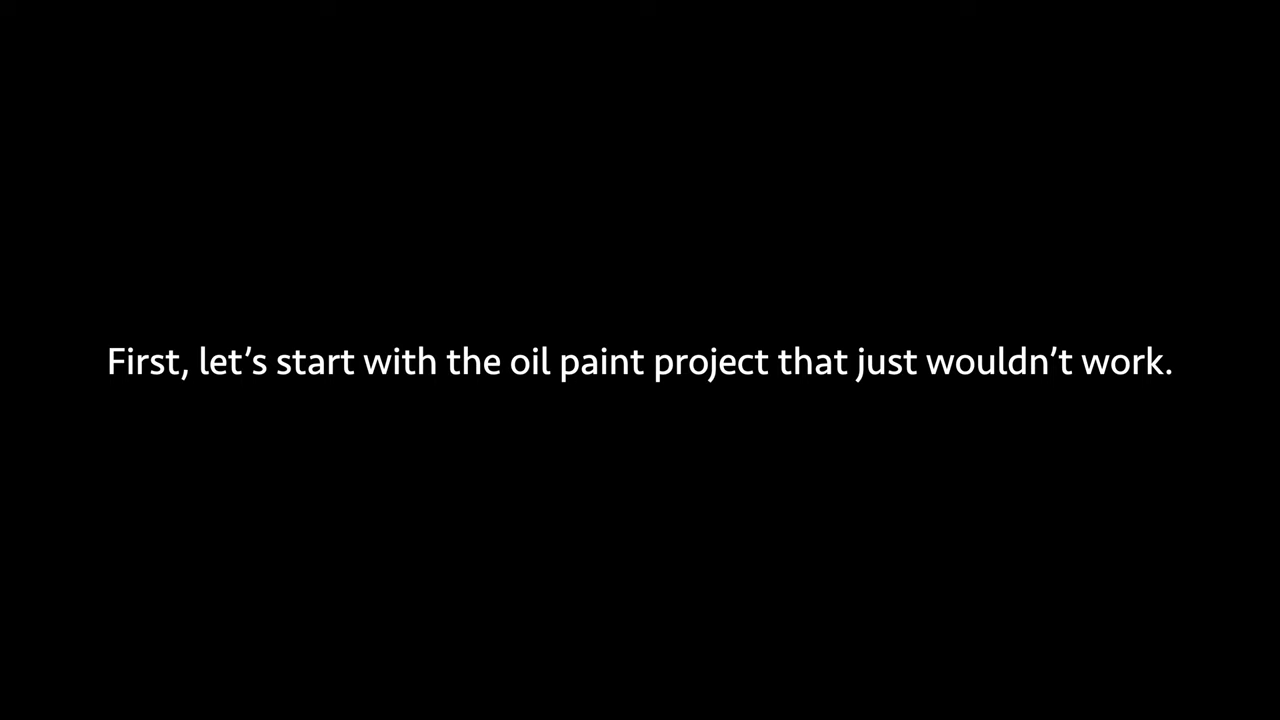 First, let’s start with the oil paint project that just wouldn’t work.